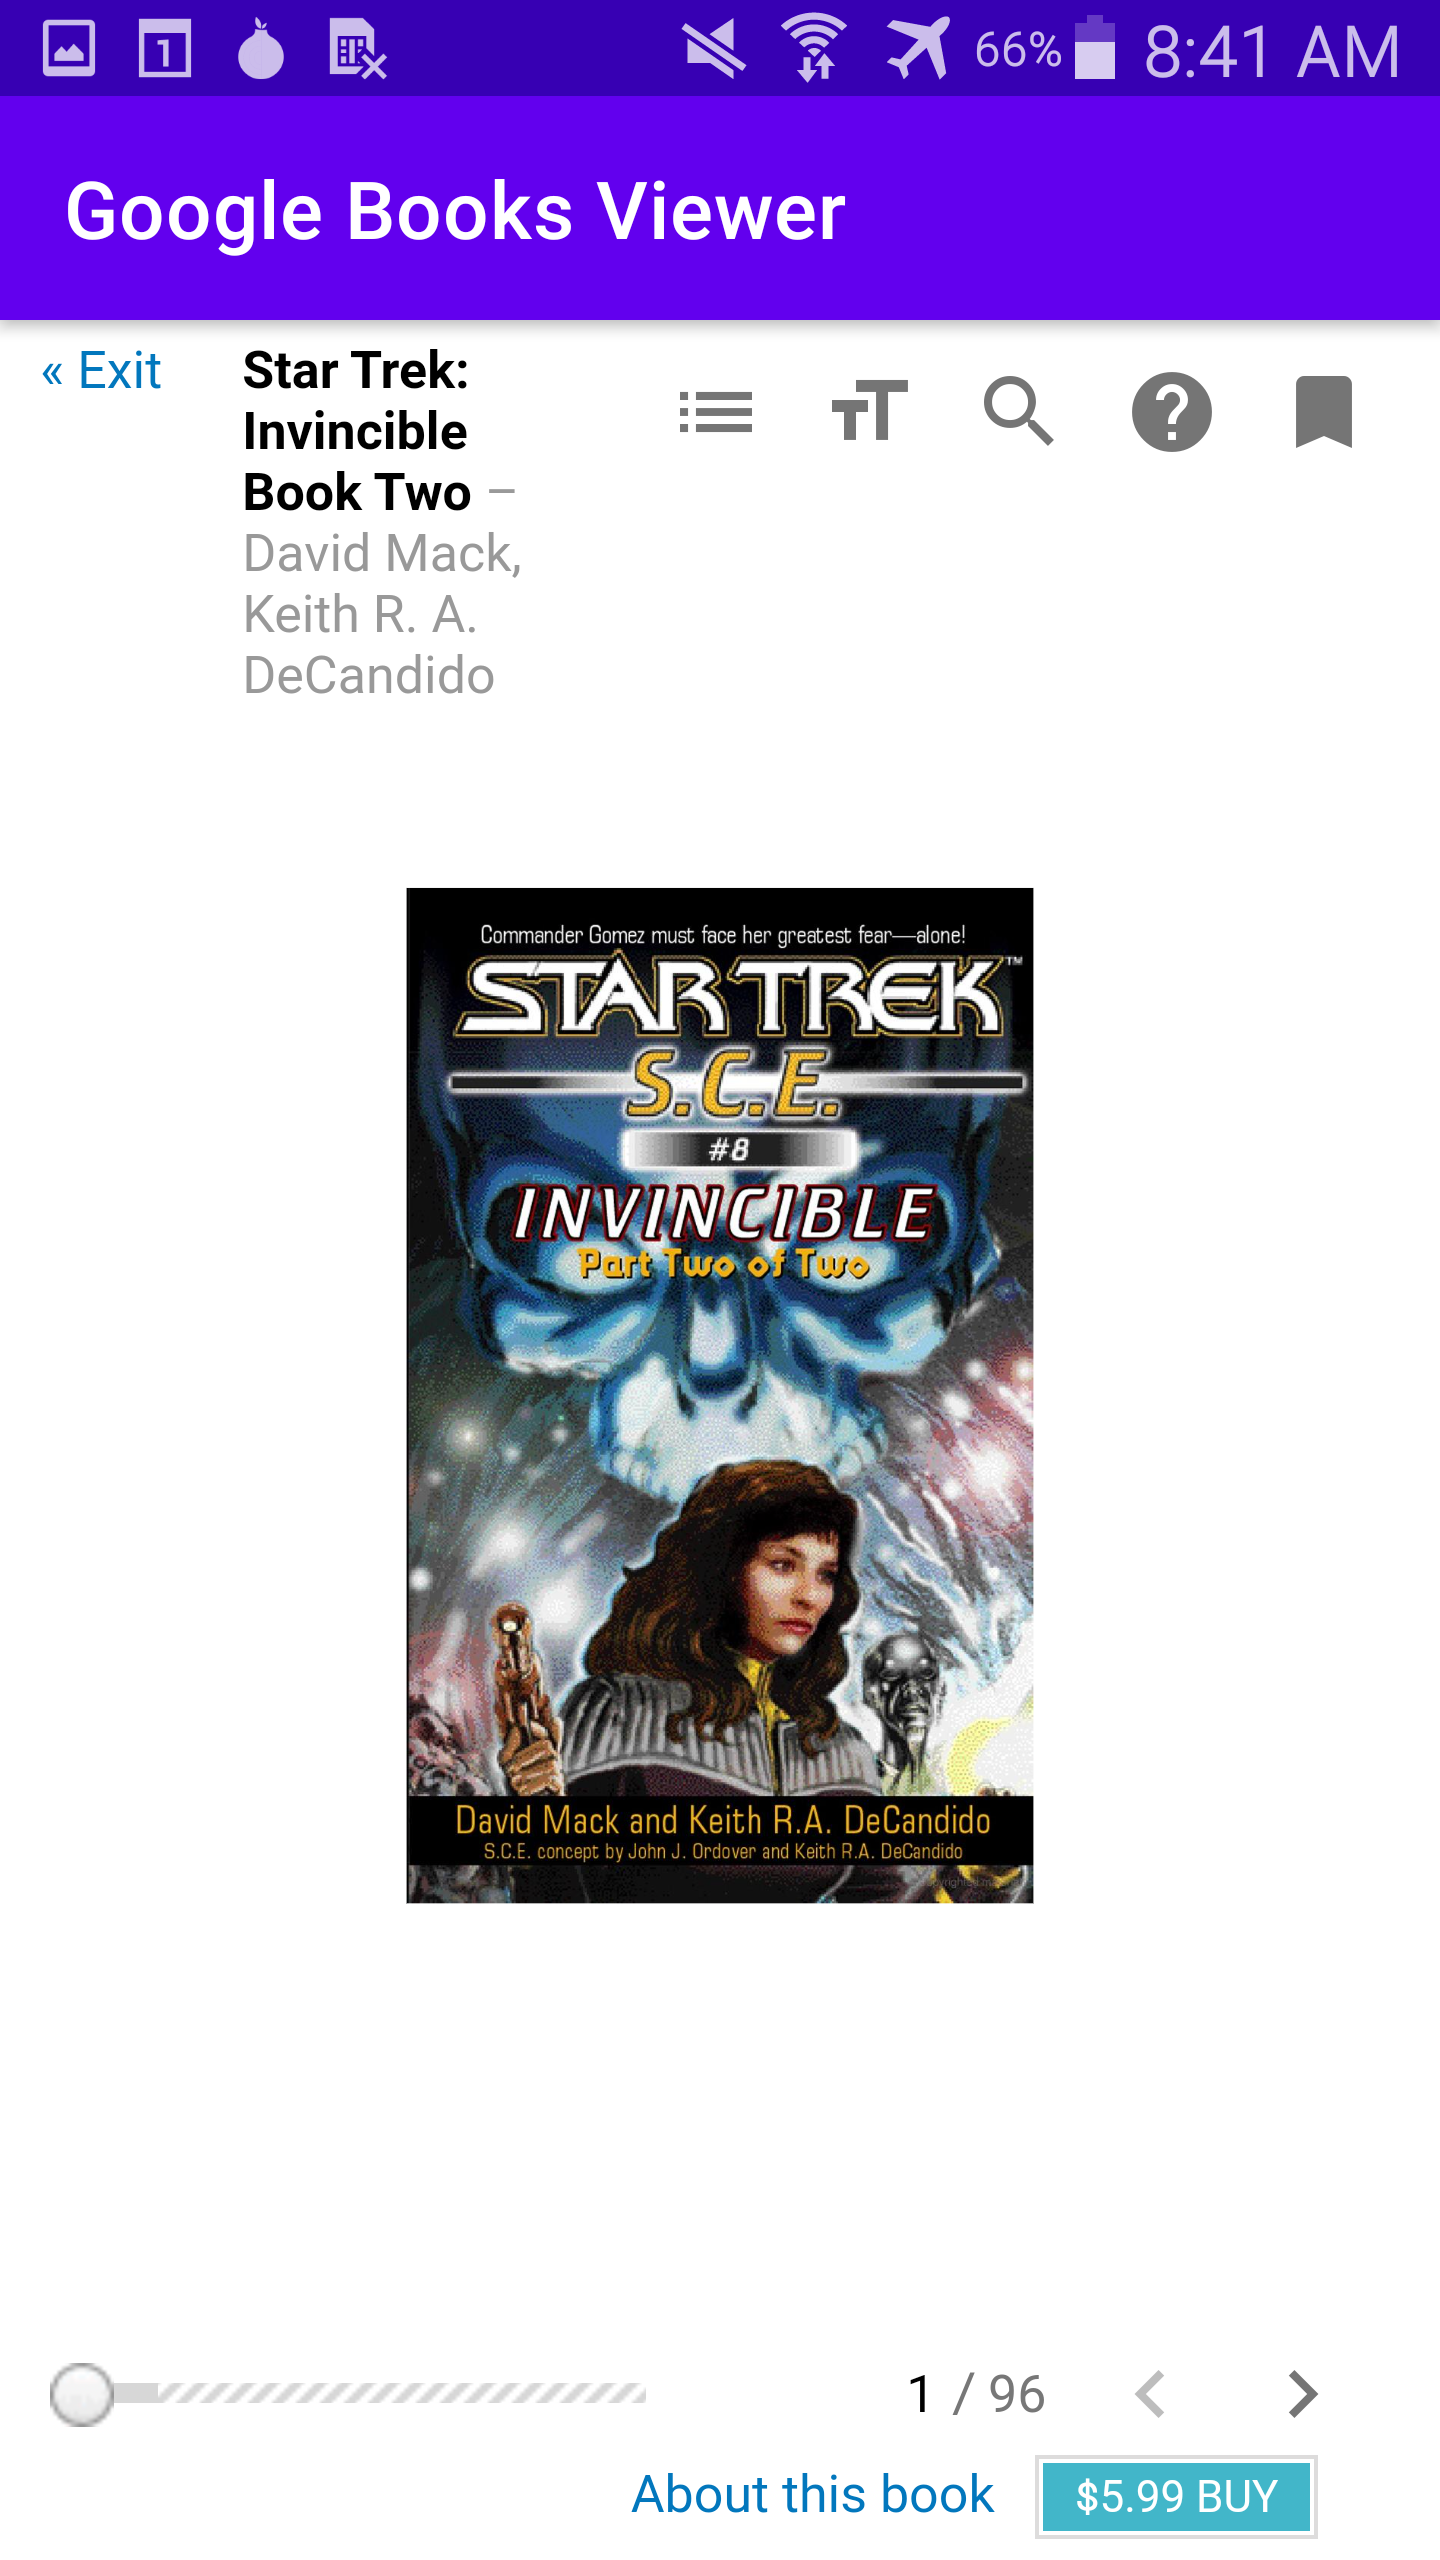 1
66% 8:41 AM
Google Books Viewer
« Exit
Star Trek:
Invincible
Book Two –
David Mack,
Keith R. A.
DeCandido
?
Commander Gomez must face her greatest fear—alone!
STAR TREK™
S.C.E.
#8
INVINCIBLE
Part Two of Two
David Mack and Keith R.A. DeCandido
S.C.E. concept by John J. Ordover and Keith R.A. DeCandido
1 / 96
About this book
$5.99 BUY